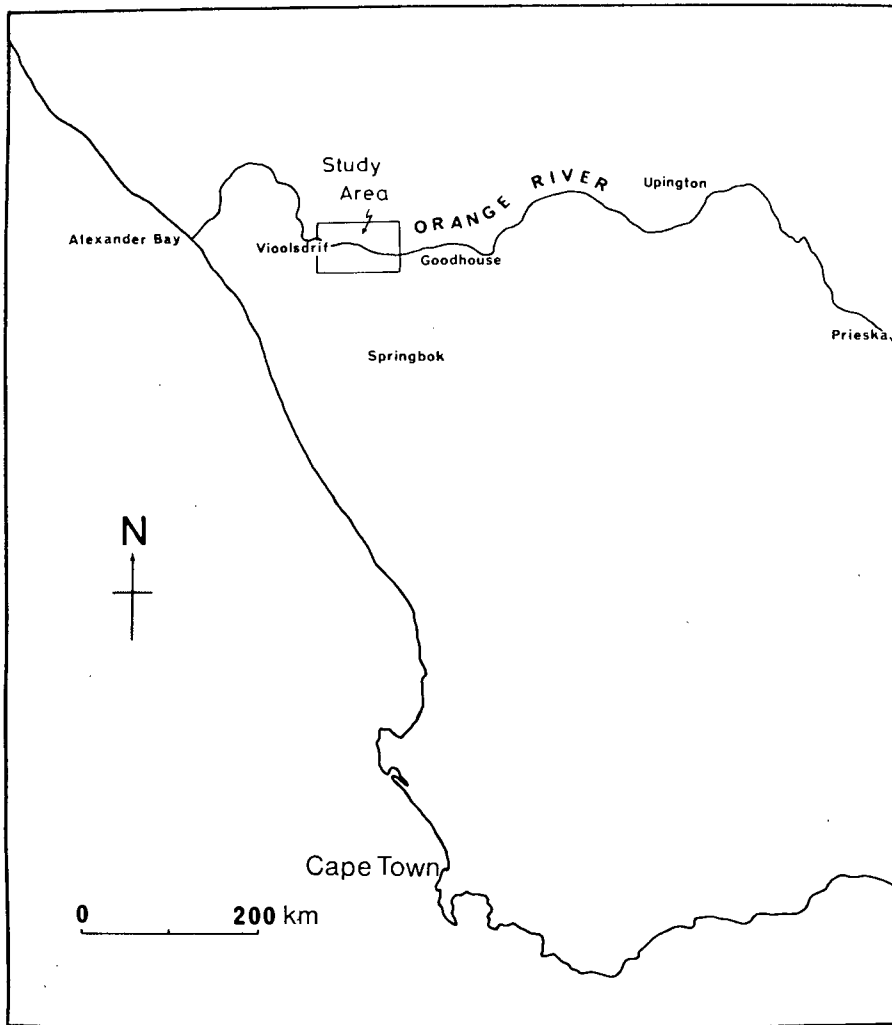 Study
Area
ORANGE RIVER
Upington
Alexander Bay
Vioolsdrif
Goodhouse
Prieska
Springbok
N
Cape Town
0 200 km